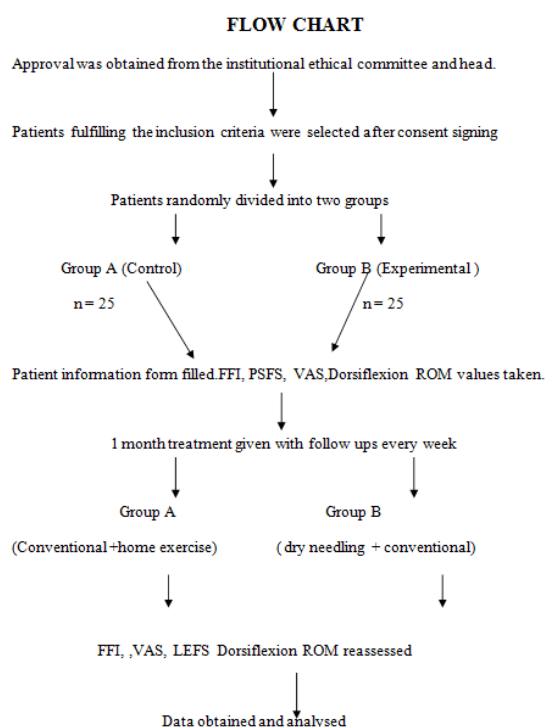 FLOW CHART
Approval was obtained from the institutional ethical committee and head.
Patients fulfilling the inclusion criteria were selected after consent signing
Patients randomly divided into two groups
Group A (Control) Group B (Experimental )
n= 25 n= 25
Patient information form filled.FFI, PSFS, VAS,Dorsiflexion ROM values taken.
1 month treatment given with follow ups every week
Group A Group B
(Conventional+home exercise) ( dry needling + conventional)
FFI, ,VAS, LEFS Dorsiflexion ROM reassessed
Data obtained and analysed